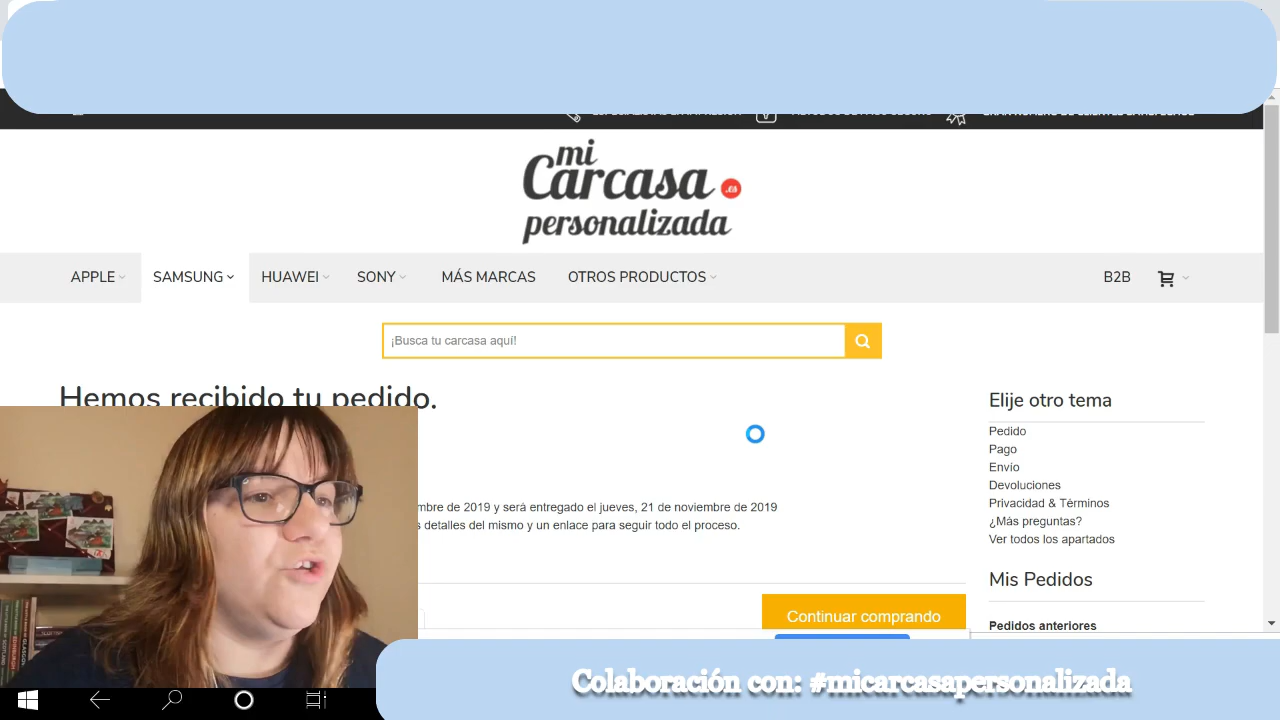 mi
Carcasa .es
personalizada
APPLE SAMSUNG HUAWEI SONY MÁS MARCAS OTROS PRODUCTOS B2B
¡Busca tu carcasa aquí!
Hemos recibido tu pedido.
mbre de 2019 y será entregado el jueves, 21 de noviembre de 2019
detalles del mismo y un enlace para seguir todo el proceso.
Continuar comprando
Elije otro tema
Pedido
Pago
Envío
Devoluciones
Privacidad & Términos
¿Más preguntas?
Ver todos los apartados
Mis Pedidos
Pedidos anteriores
Colaboración con: #micarcasapersonalizada